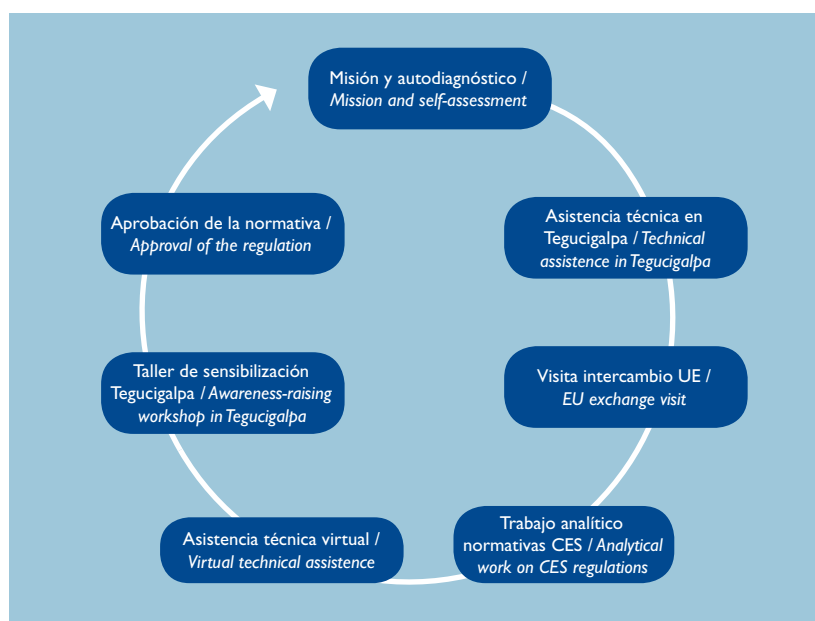 Misión y autodiagnóstico /
Mission and self-assessment
Asistencia técnica en
Tegucigalpa / Technical
assistence in Tegucigalpa
Visita intercambio UE /
EU exchange visit
Trabajo analítico
normativas CES / Analytical
work on CES regulations
Asistencia técnica virtual /
Virtual technical assistence
Taller de sensibilización
Tegucigalpa / Awareness-raising
workshop in Tegucigalpa
Aprobación de la normativa /
Approval of the regulation